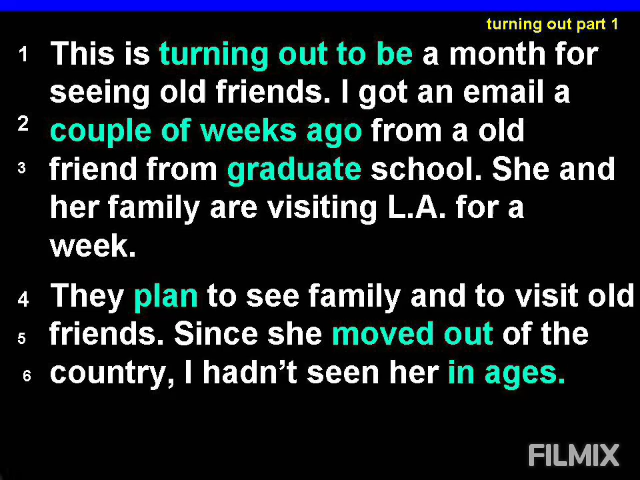 turning out part 1
1 This is turning out to be a month for
seeing old friends. I got an email a
2 couple of weeks ago from a old
3 friend from graduate school. She and
her family are visiting L.A. for a
week.
4 They plan to see family and to visit old
5 friends. Since she moved out of the
6 country, I hadn't seen her in ages.
FILMIX